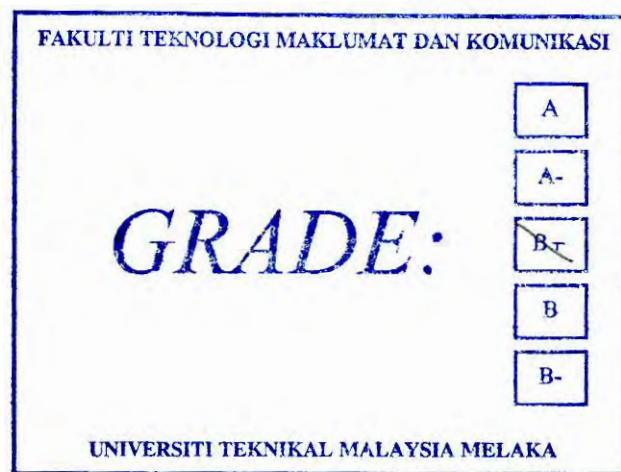 FAKULTI TEKNOLOGI MAKLUMAT DAN KOMUNIKASI
A
A-
GRADE:
B+
B
B-
UNIVERSITI TEKNIKAL MALAYSIA MELAKA